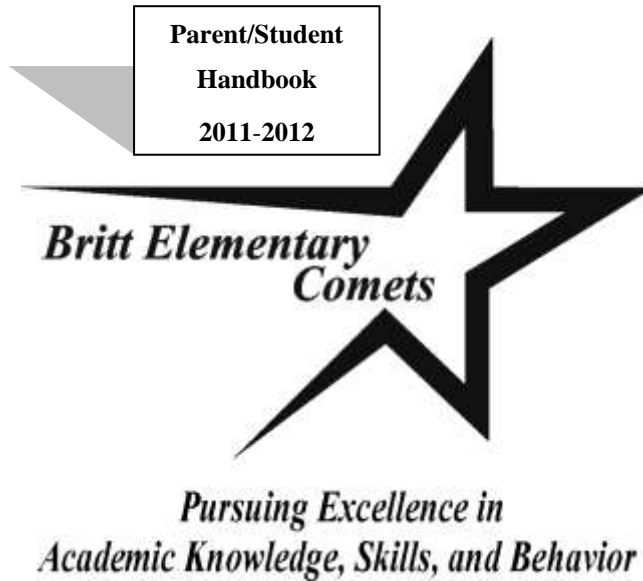 Parent/Student
Handbook
2011-2012
Britt Elementary
Comets
Pursuing Excellence in
Academic Knowledge, Skills, and Behavior